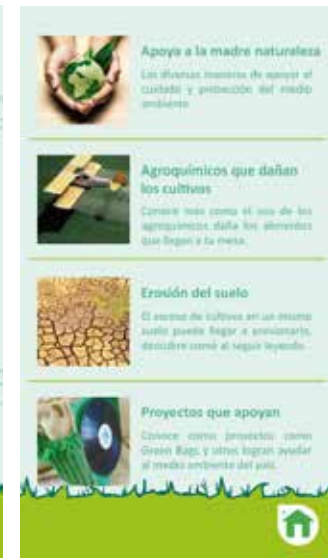 Apoya a la madre naturaleza
Las diversas maneras de apoyar el
cuidado y protección del medio
ambiente
Agroquímicos que dañan
los cultivos
Conoce más como el uso de los
agroquímicos daña los alimentos
que llegan a tu mesa.
Erosión del suelo
El exceso de cultivos en un mismo
suelo puede llegar a erosionarlo,
descubre como al seguir leyendo.
Proyectos que apoyan
Conoce como proyectos como
Green Bags y otros logran ayudar
al medio ambiente del país.